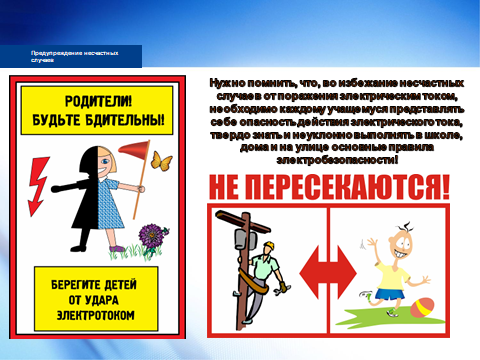 Предупреждение несчастных
случаев
РОДИТЕЛИ!
БУДЬТЕ БДИТЕЛЬНЫ!
БЕРЕГИТЕ ДЕТЕЙ
ОТ УДАРА
ЭЛЕКТРОТОКОМ
Нужно помнить, что, во избежание несчастных
случаев от поражения электрическим током,
необходимо каждому учащемуся представлять
себе опасность действия электрического тока,
твердо знать и неуклонно выполнять в школе,
дома и на улице основные правила
электробезопасности!
НЕ ПЕРЕСЕКАЮТСЯ!